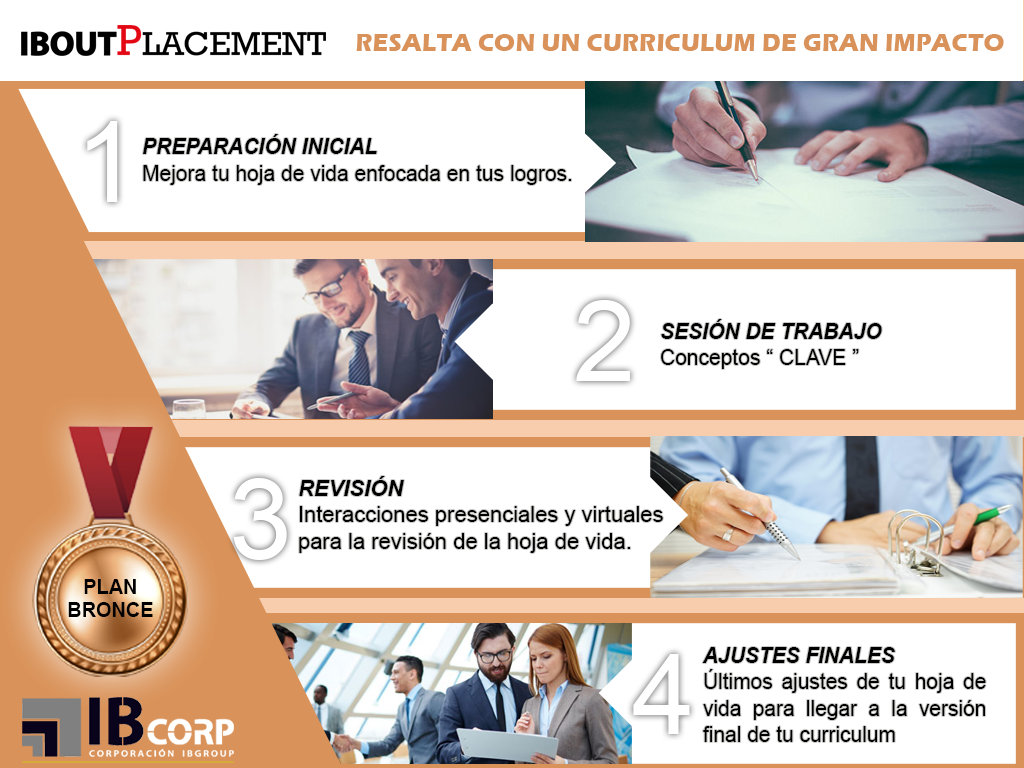 IBOUTPLACEMENT
RESALTA CON UN CURRICULUM DE GRAN IMPACTO
1
PREPARACIÓN INICIAL
Mejora tu hoja de vida enfocada en tus logros.
2
SESIÓN DE TRABAJO
Conceptos “ CLAVE ”
3
REVISIÓN
Interacciones presenciales y virtuales
para la revisión de la hoja de vida.
PLAN
BRONCE
4
AJUSTES FINALES
Últimos ajustes de tu hoja de
vida para llegar a la versión
final de tu curriculum
IB CORP
CORPORACIÓN IBGROUP